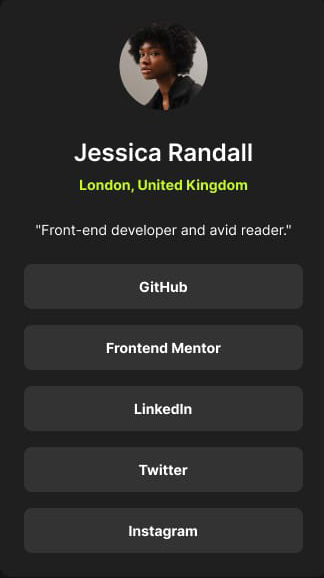 Jessica Randall
London, United Kingdom
"Front-end developer and avid reader."
GitHub
Frontend Mentor
LinkedIn
Twitter
Instagram